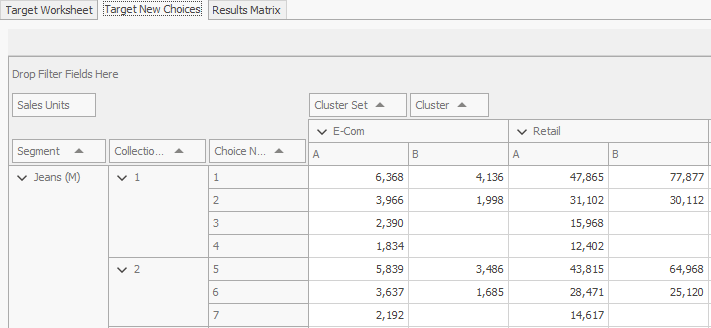 Target Worksheet Target New Choices Results Matrix
Drop Filter Fields Here
Sales Units Cluster Set Cluster
E-Com Retail
Segment Collectio... Choice N... A B A B
Jeans (M) 1 1 6,368 4,136 47,865 77,877
2 3,966 1,998 31,102 30,112
3 2,390 15,968
4 1,834 12,402
2 5 5,839 3,486 43,815 64,968
6 3,637 1,685 28,471 25,120
7 2,192 14,617